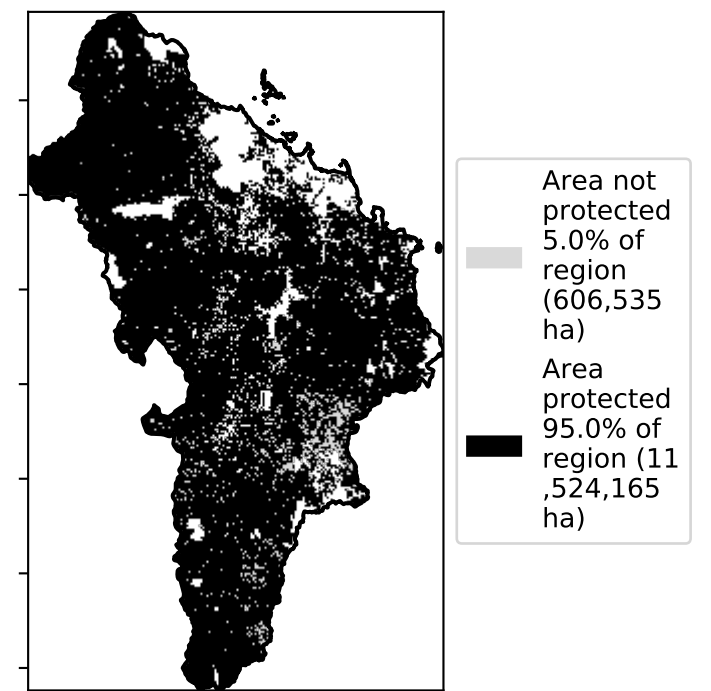 Area not
protected
5.0% of
region
(606,535
ha)
Area
protected
95.0% of
region (11
,524,165
ha)